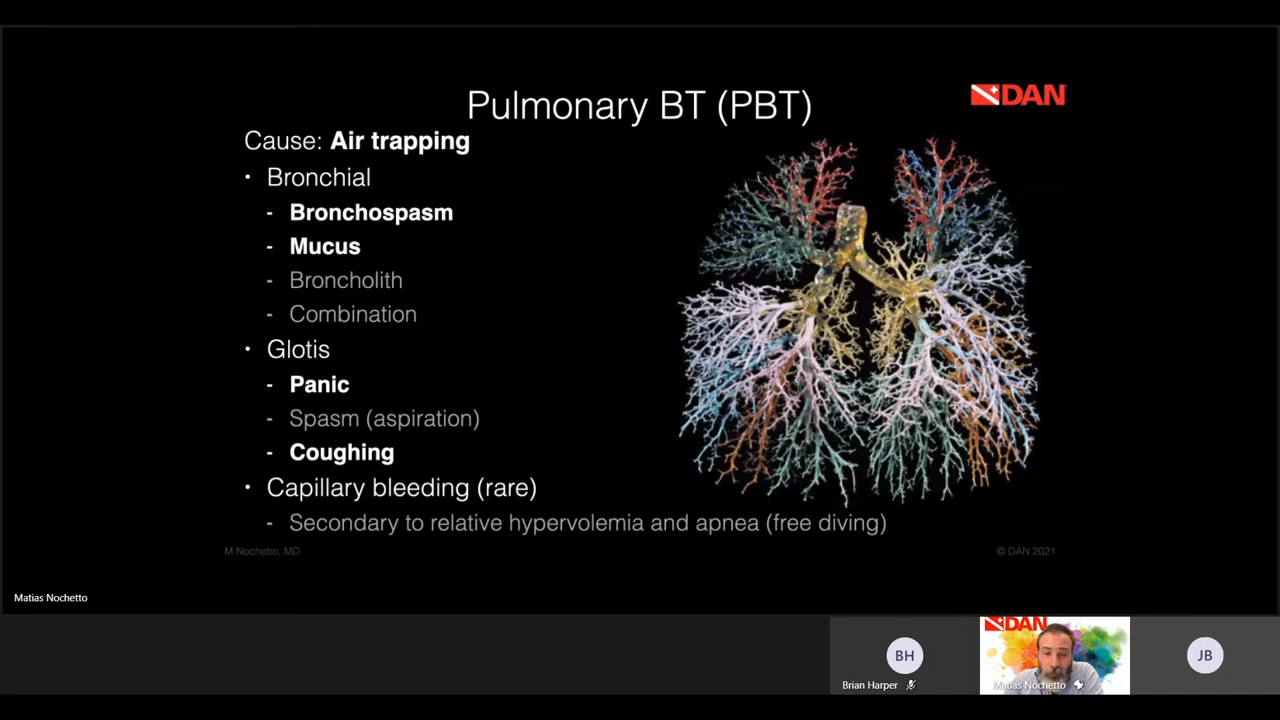 Pulmonary BT (PBT)
DAN
Cause: Air trapping
• Bronchial
- Bronchospasm
- Mucus
- Broncholith
- Combination
• Glotis
- Panic
- Spasm (aspiration)
- Coughing
• Capillary bleeding (rare)
- Secondary to relative hypervolemia and apnea (free diving)
M.Nochetto, MD
© DAN 2021
Matias Nochetto
DAN
BH
JB
Brian Harper
Matias Nochetto